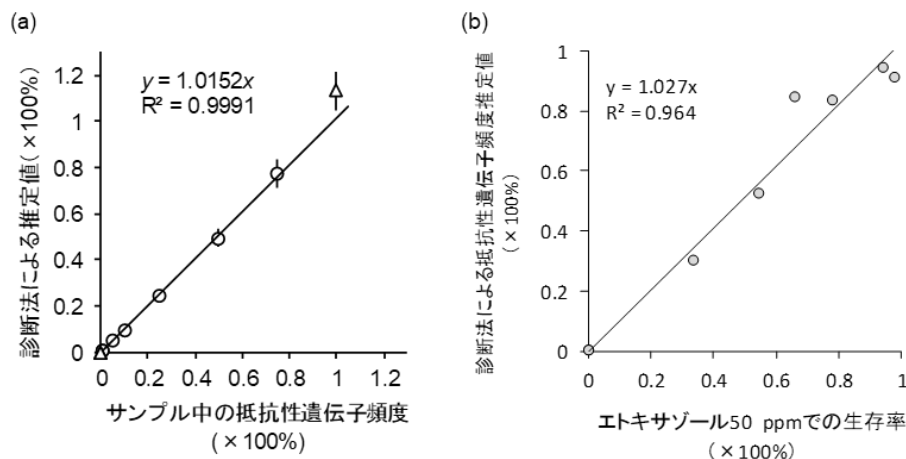 (a)
診断法による推定値(×100%)
y = 1.0152x
R² = 0.9991
1.2
1
0.8
0.6
0.4
0.2
0
0
0.2
0.4
0.6
0.8
1
1.2
サンプル中の抵抗性遺伝子頻度
(×100%)
(b)
診断法による抵抗性遺伝子頻度推定値
(×100%)
y = 1.027x
R² = 0.964
1
0.8
0.6
0.4
0.2
0
0
0.2
0.4
0.6
0.8
1
エトキサゾール50 ppmでの生存率
(×100%)